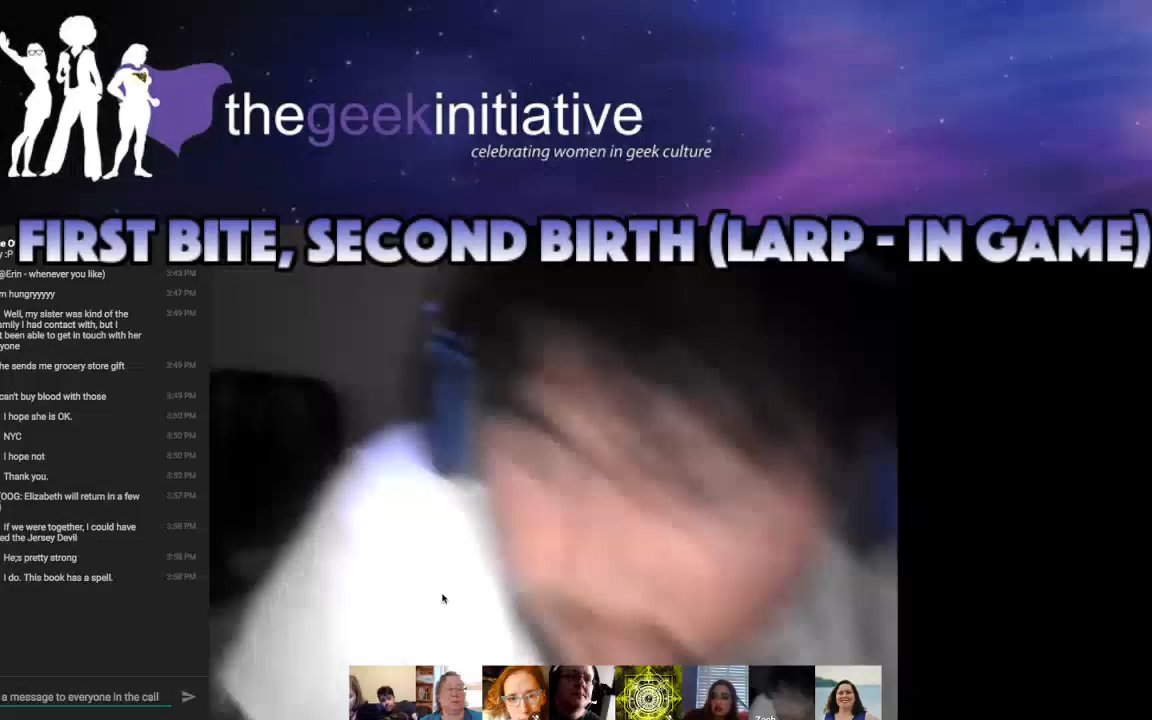 thegeekinitiative
celebrating women in geek culture
FIRST BITE, SECOND BIRTH (LARP - IN GAME)
y :P
@Erin - whenever you like) 3:43 PM
m hungryyyyy 3:47 PM
Well, my sister was kind of the 3:49 PM
amily I had contact with, but I
t been able to get in touch with her
yone
he sends me grocery store gift 3:49 PM
can't buy blood with those 3:49 PM
I hope she is OK. 3:50 PM
NYC 3:50 PM
I hope not 3:50 PM
Thank you. 3:52 PM
OOG: Elizabeth will return in a few 3:57 PM
If we were together, I could have 3:58 PM
ed the Jersey Devil
He;s pretty strong 3:58 PM
I do. This book has a spell. 3:58 PM
a message to everyone in the call
Zach